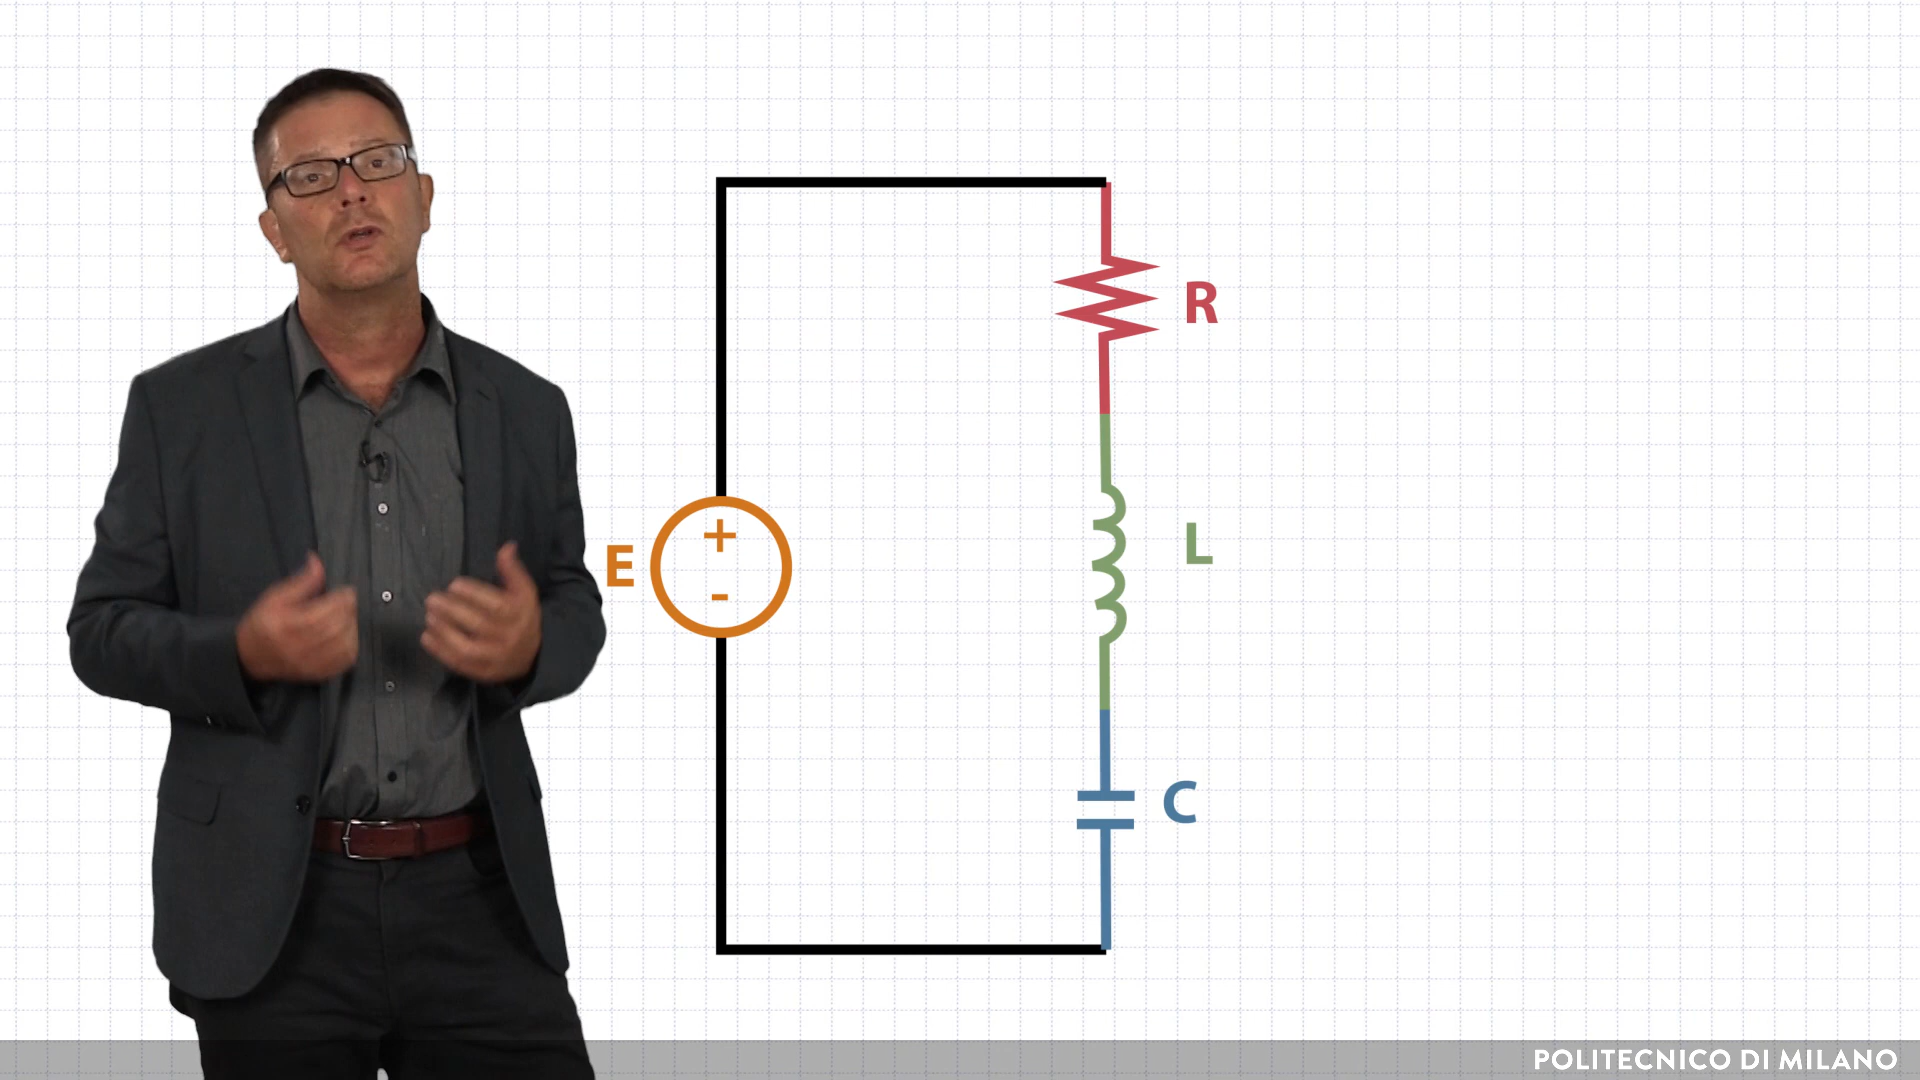 R
L
E
+
-
C
POLITECNICO DI MILANO